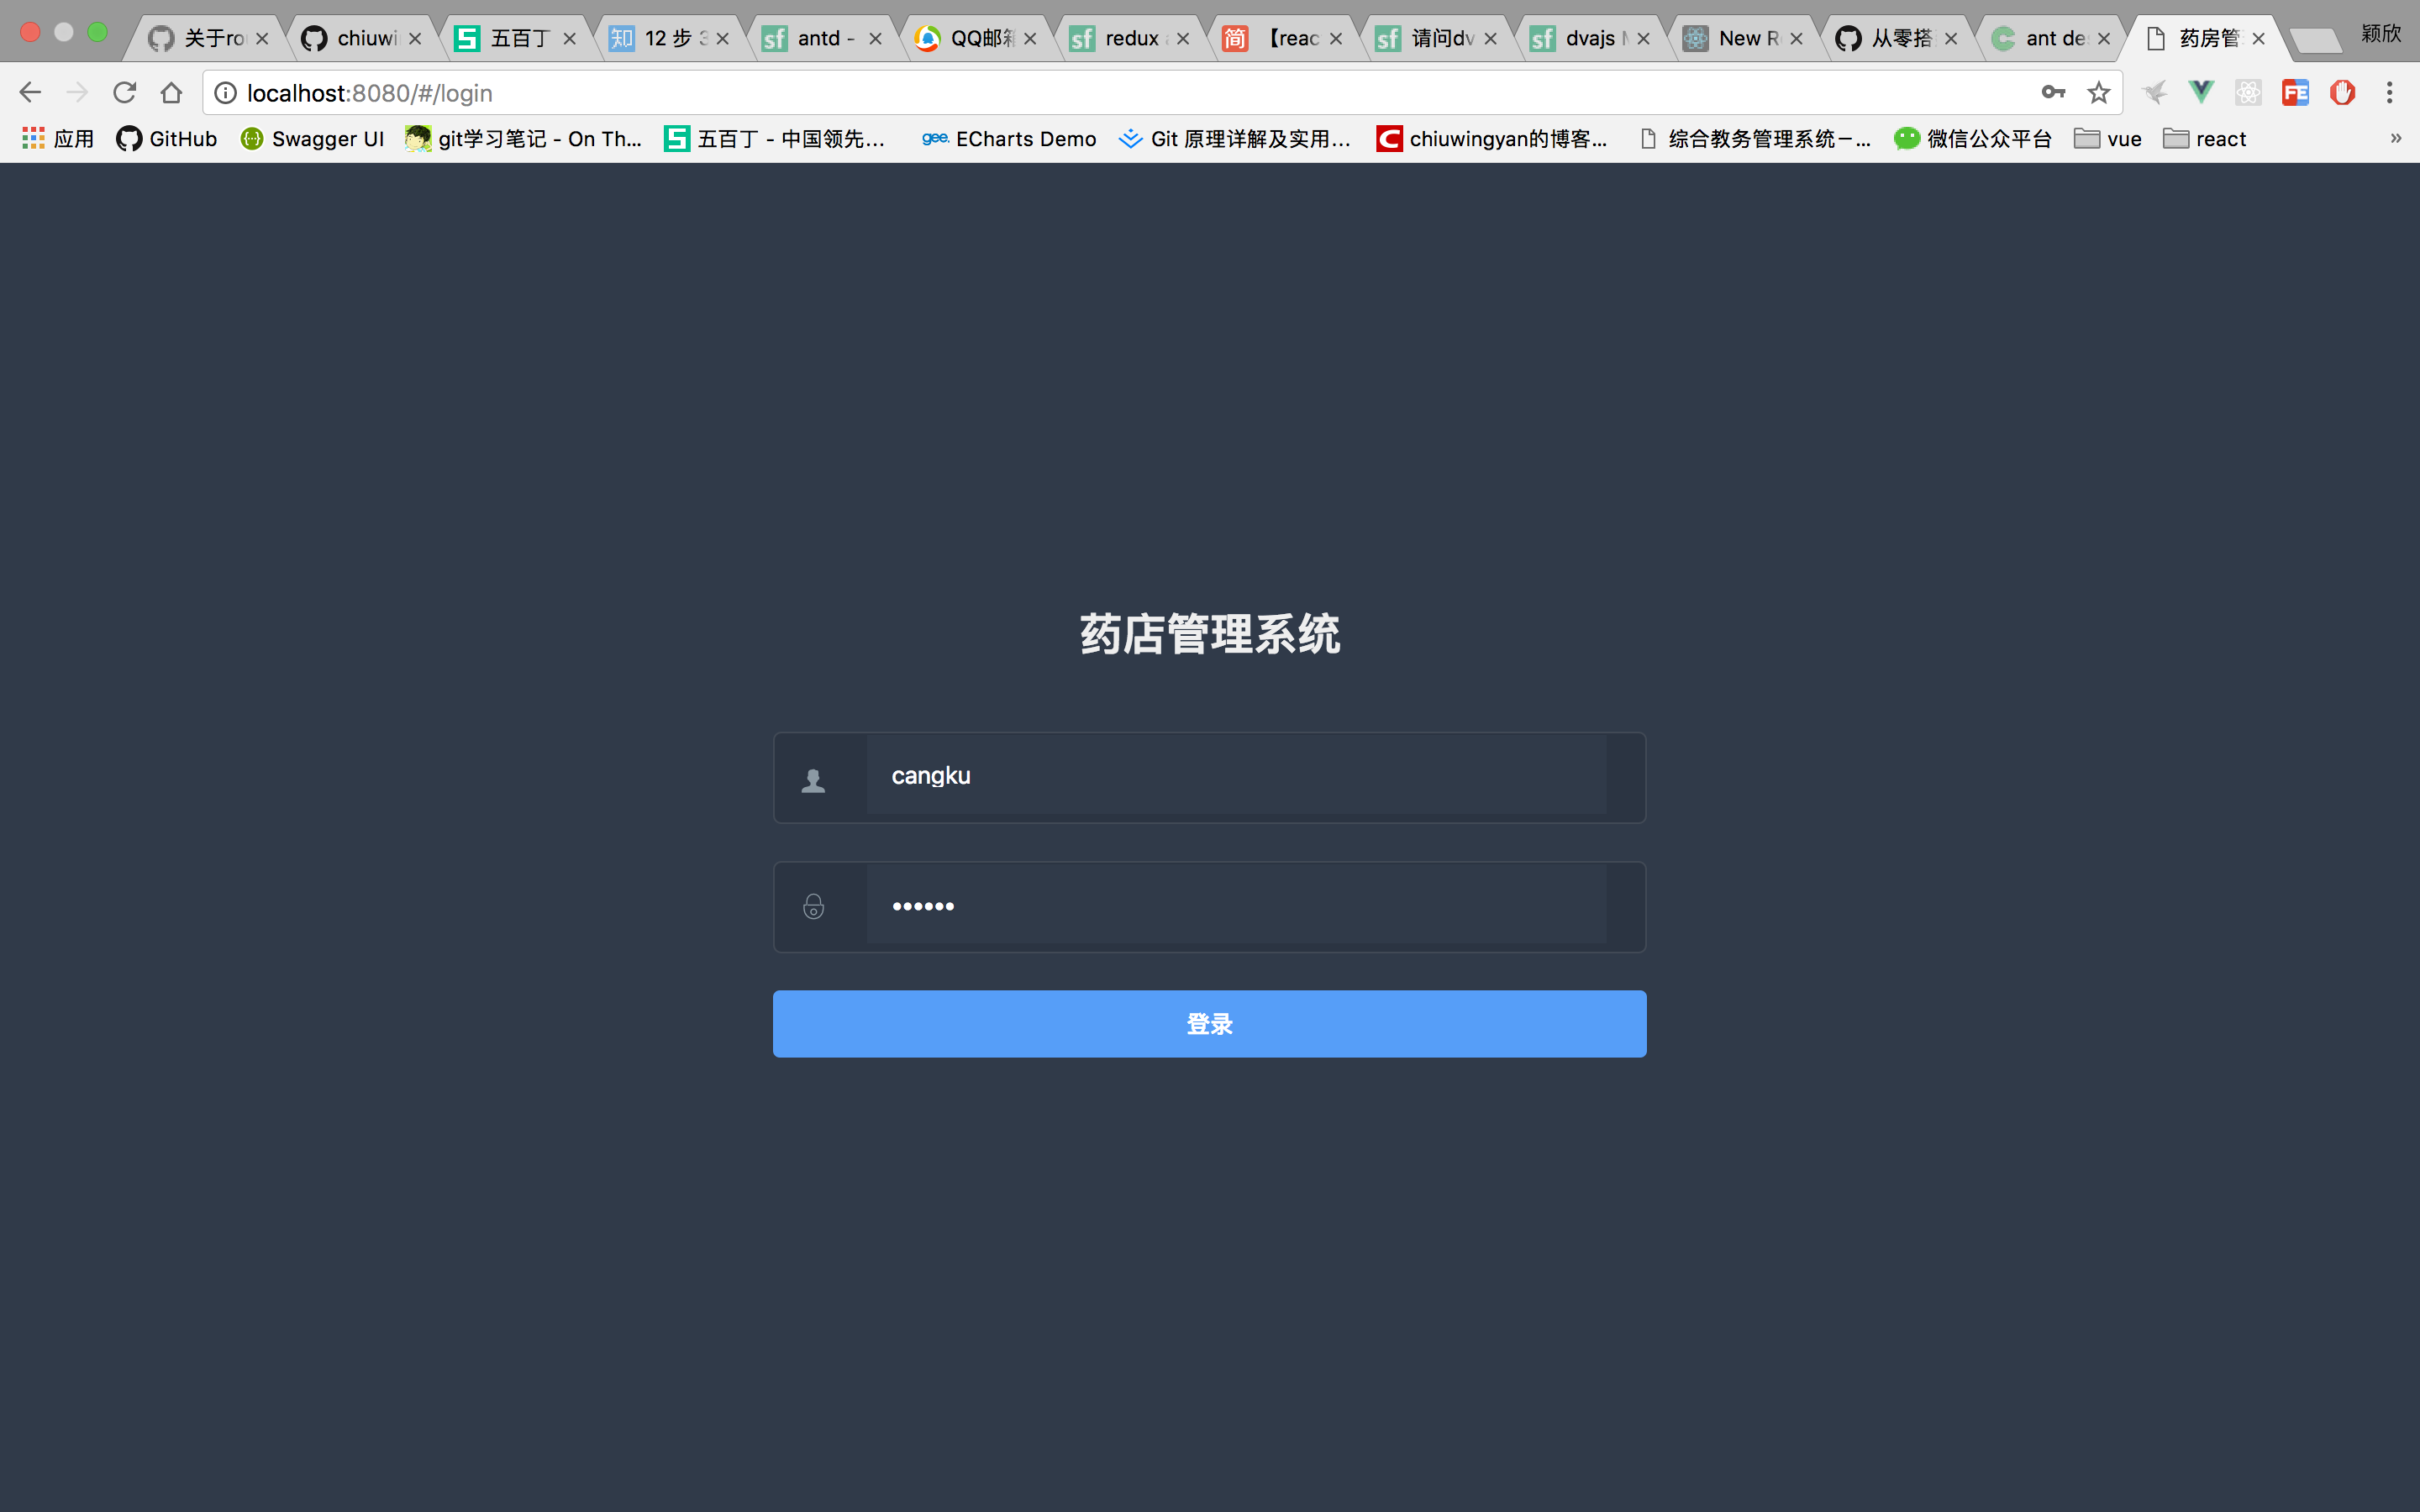 关于ro chiuwi 五百丁 12 步 antd - QQ邮箱 redux 【reac 请问dv dvajs New R 从零搭 ant de 药房管 颖欣
localhost:8080/#/login
应用 GitHub Swagger UI git学习笔记 - On Th... 五百丁 - 中国领先... ECharts Demo Git 原理详解及实用... chiuwingyan的博客... 综合教务管理系统－... 微信公众平台 vue react »
药店管理系统
cangku
••••••
登录